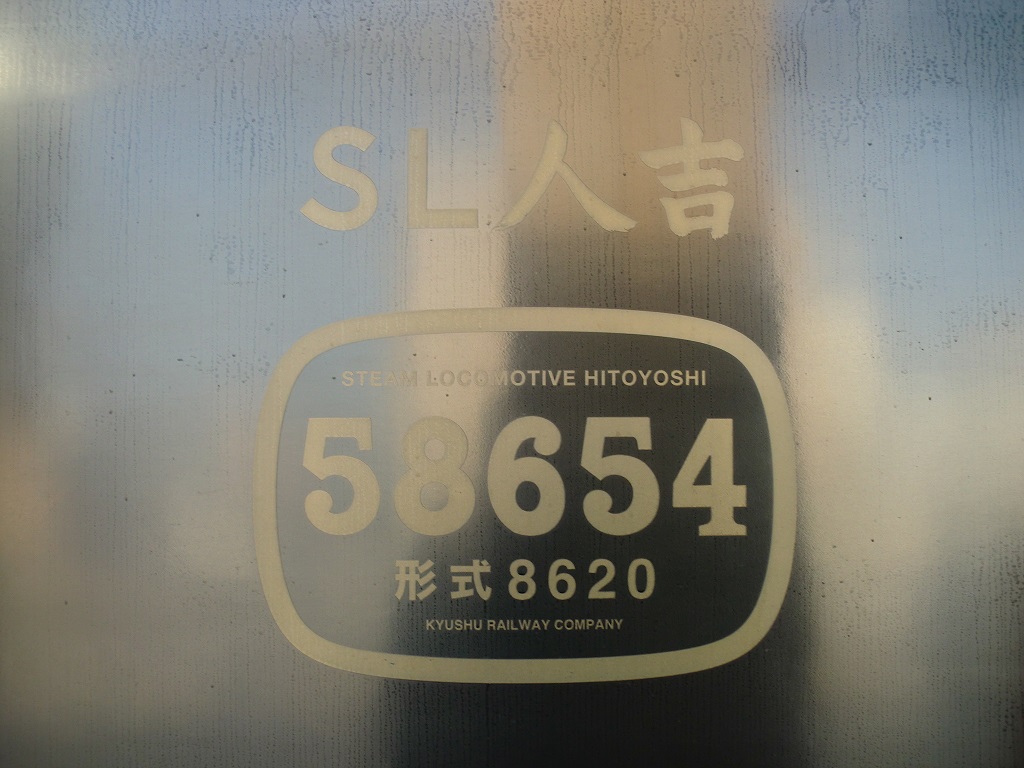 SL人吉
STEAM LOCOMOTIVE HITOYOSHI
58654
形式8620
KYUSHU RAILWAY COMPANY